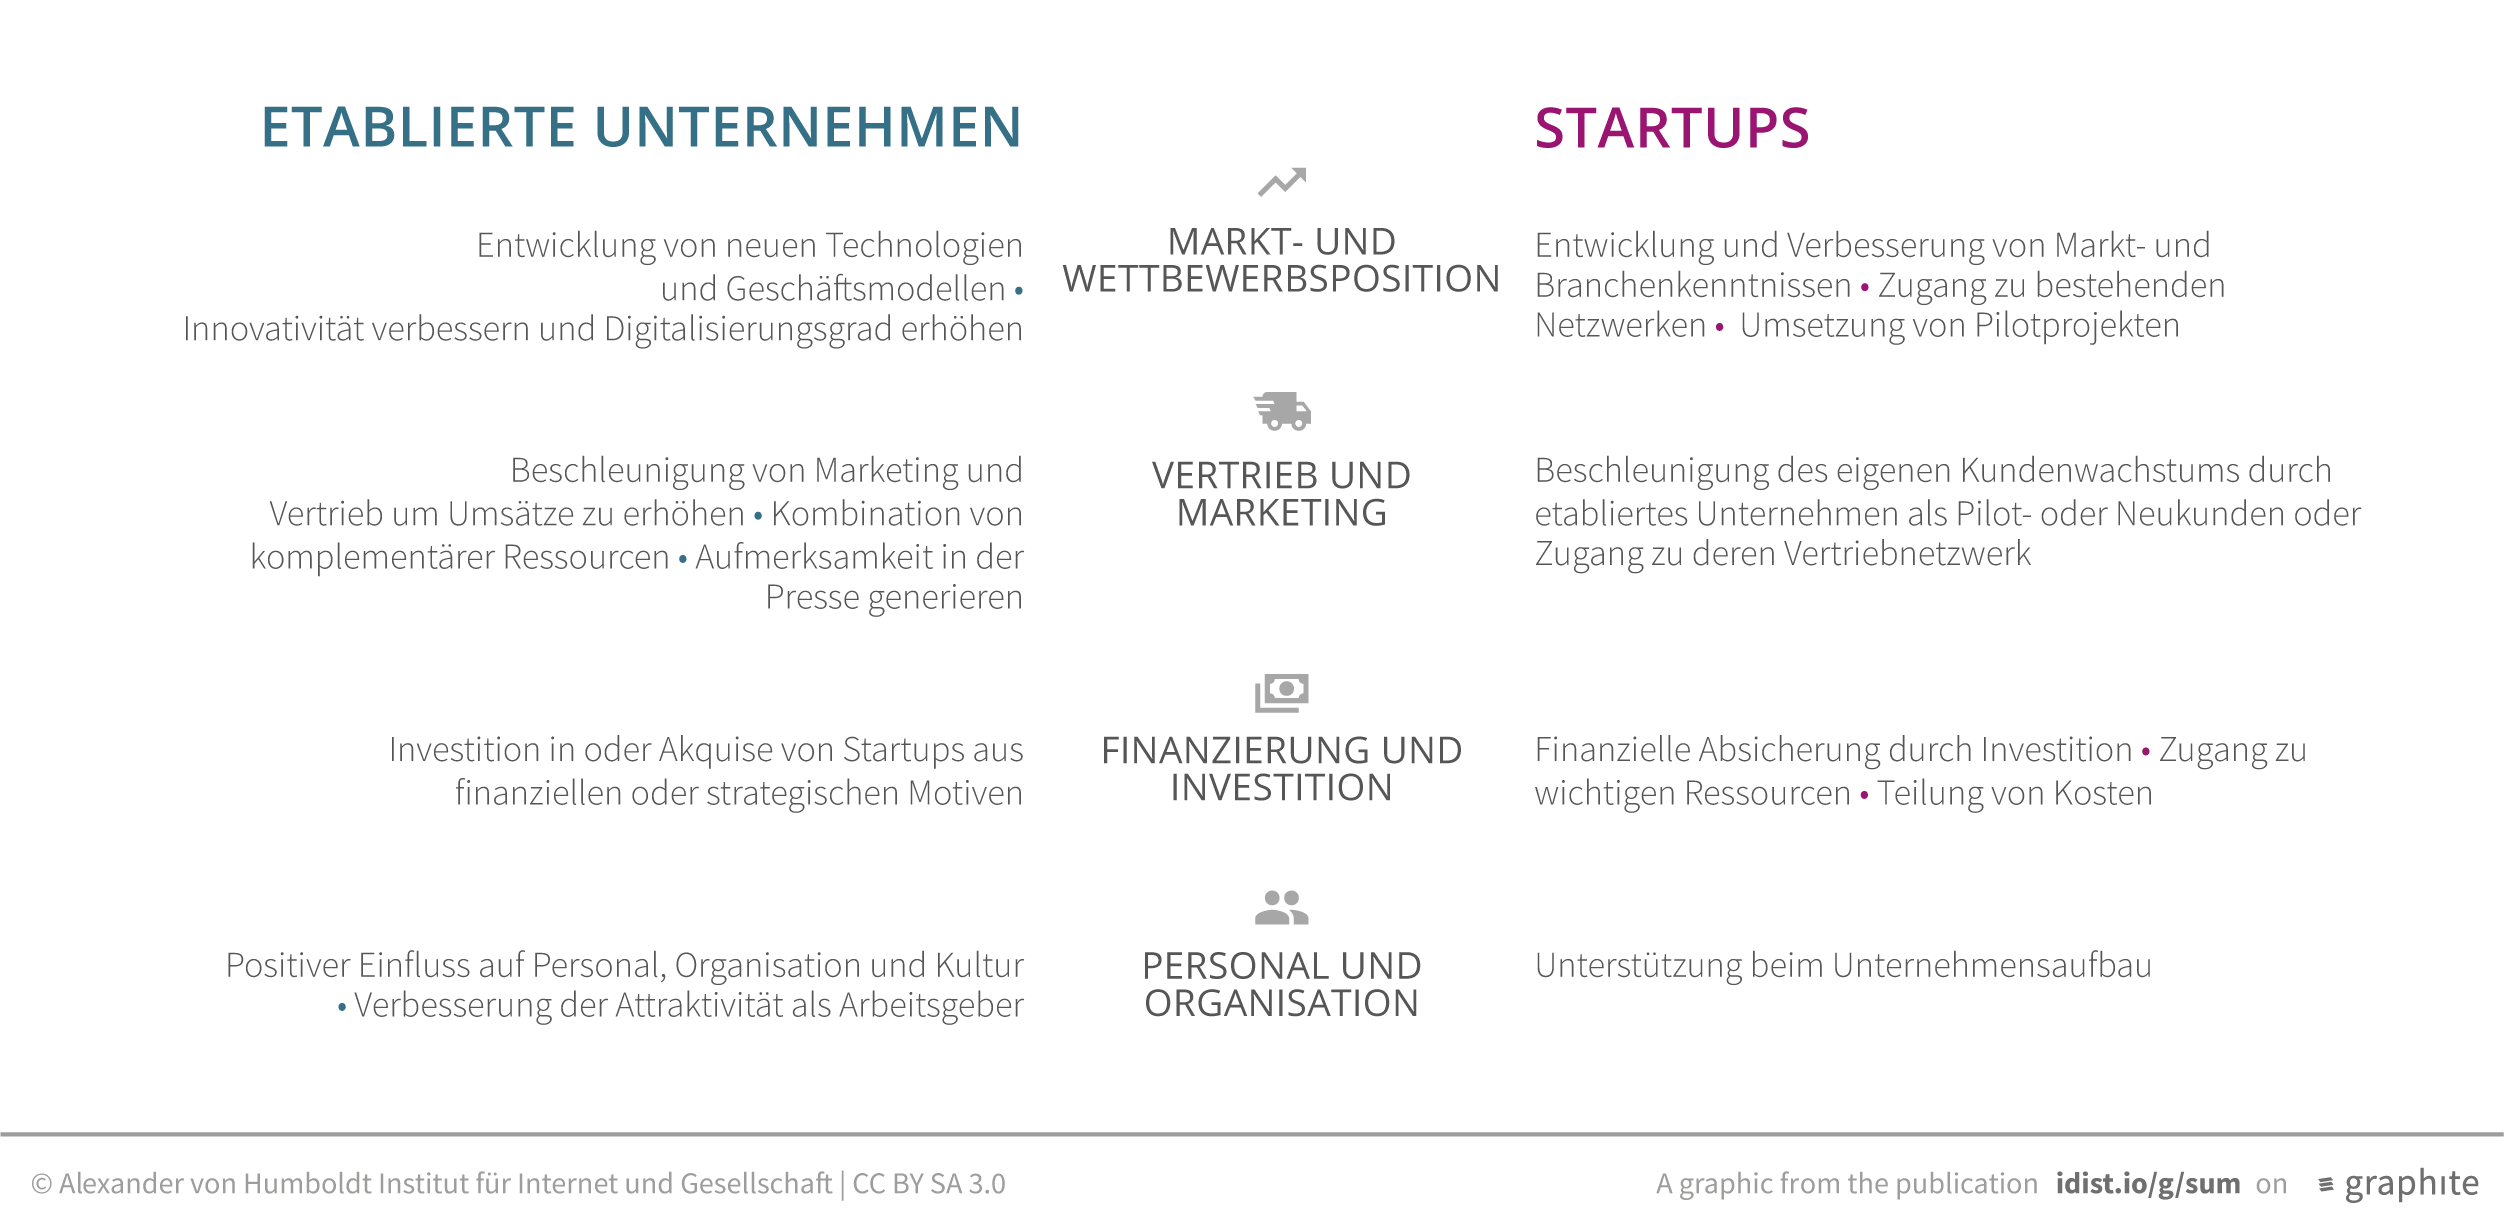 ETABLIERTE UNTERNEHMEN
STARTUPS
MARKT- UND
WETTBEWERBSPOSITION
Entwicklung von neuen Technologien
und Geschäftsmodellen •
Innovativität verbessern und Digitalisierungsgrad erhöhen
Entwicklung und Verbesserung von Markt- und
Branchenkenntnissen • Zugang zu bestehenden
Netzwerken • Umsetzung von Pilotprojekten
VERTRIEB UND
MARKETING
Beschleunigung von Marketing und
Vertrieb um Umsätze zu erhöhen • Kombination von
komplementärer Ressourcen • Aufmerksamkeit in der
Presse generieren
Beschleunigung des eigenen Kundenwachstums durch
etabliertes Unternehmen als Pilot- oder Neukunden oder
Zugang zu deren Vertriebnetzwerk
FINANZIERUNG UND
INVESTITION
Investition in oder Akquise von Startups aus
finanziellen oder strategischen Motiven
Finanzielle Absicherung durch Investition • Zugang zu
wichtigen Ressourcen • Teilung von Kosten
PERSONAL UND
ORGANISATION
Positiver Einfluss auf Personal, Organisation und Kultur
• Verbesserung der Attraktivität als Arbeitsgeber
Unterstützung beim Unternehmensaufbau
© Alexander von Humboldt Institut für Internet und Gesellschaft | CC BY SA 3.0
A graphic from the publication idist.io/g/sum on graphite